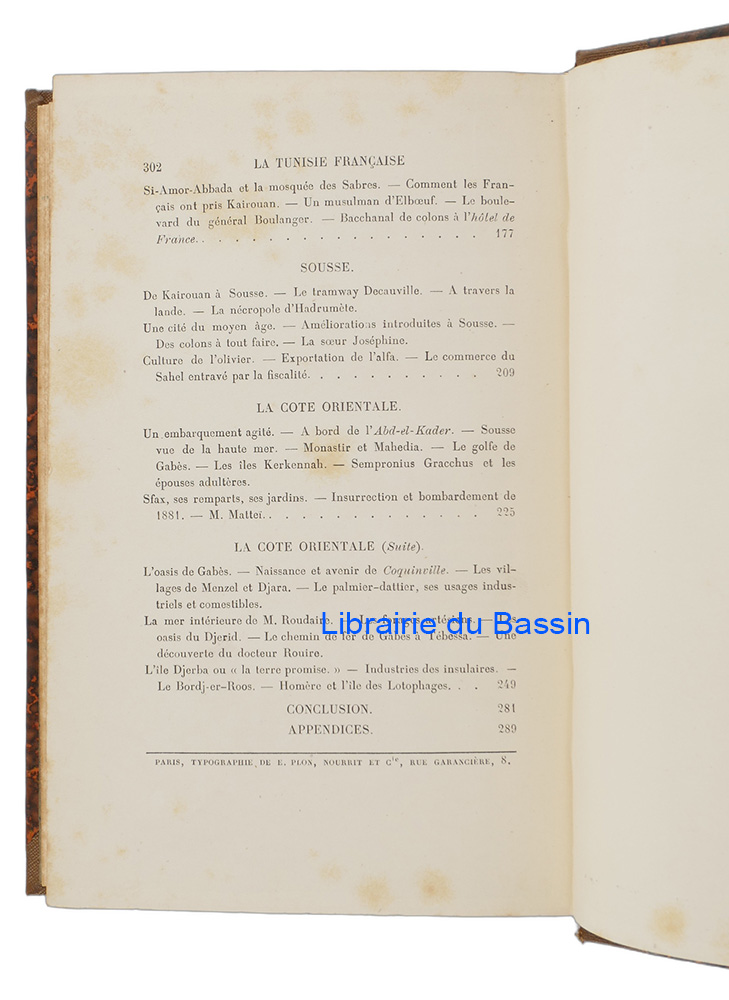 302 LA TUNISIE FRANÇAISE
Si-Amor-Abbada et la mosquée des Sabres. — Comment les Fran-
çais ont pris Kairouan. — Un musulman d'Elbœuf. — Le boule-
vard du général Boulanger. — Bacchanal de colons à l'hôtel de
France. . . . . . . . . . . . . . . . . . 177
SOUSSE.
De Kairouan à Sousse. — Le tramway Decauville. — A travers la
lande. — La nécropole d'Hadrumète.
Une cité du moyen âge. — Améliorations introduites à Sousse. —
Des colons à tout faire. — La sœur Joséphine.
Culture de l'olivier. — Exportation de l'alfa. — Le commerce du
Sahel entravé par la fiscalité. . . . . . . . . . . 209
LA COTE ORIENTALE.
Un embarquement agité. — A bord de l'Abd-el-Kader. — Sousse
vue de la haute mer. — Monastir et Mahedia. — Le golfe de
Gabès. — Les îles Kerkennah. — Sempronius Gracchus et les
épouses adultères.
Sfax, ses remparts, ses jardins. — Insurrection et bombardement de
1881. — M. Matteï. . . . . . . . . . . . . . 225
LA COTE ORIENTALE (Suite).
L'oasis de Gabès. — Naissance et avenir de Coquinville. — Les vil-
lages de Menzel et Djara. — Le palmier-dattier, ses usages indus-
triels et comestibles.
La mer intérieure de M. Roudaire. — Les forages artésiens. — Les
Librairie du Bassin
oasis du Djerid. — Le chemin de fer de Gabès à Tébessa. — Une
découverte du docteur Rouire.
L'île Djerba ou « la terre promise. » — Industries des insulaires. —
Le Bordj-er-Roos. — Homère et l'île des Lotophages. . . 249
CONCLUSION. 281
APPENDICES. 289
PARIS, TYPOGRAPHIE DE E. PLON, NOURRIT ET Cie, RUE GARANCIÈRE, 8.